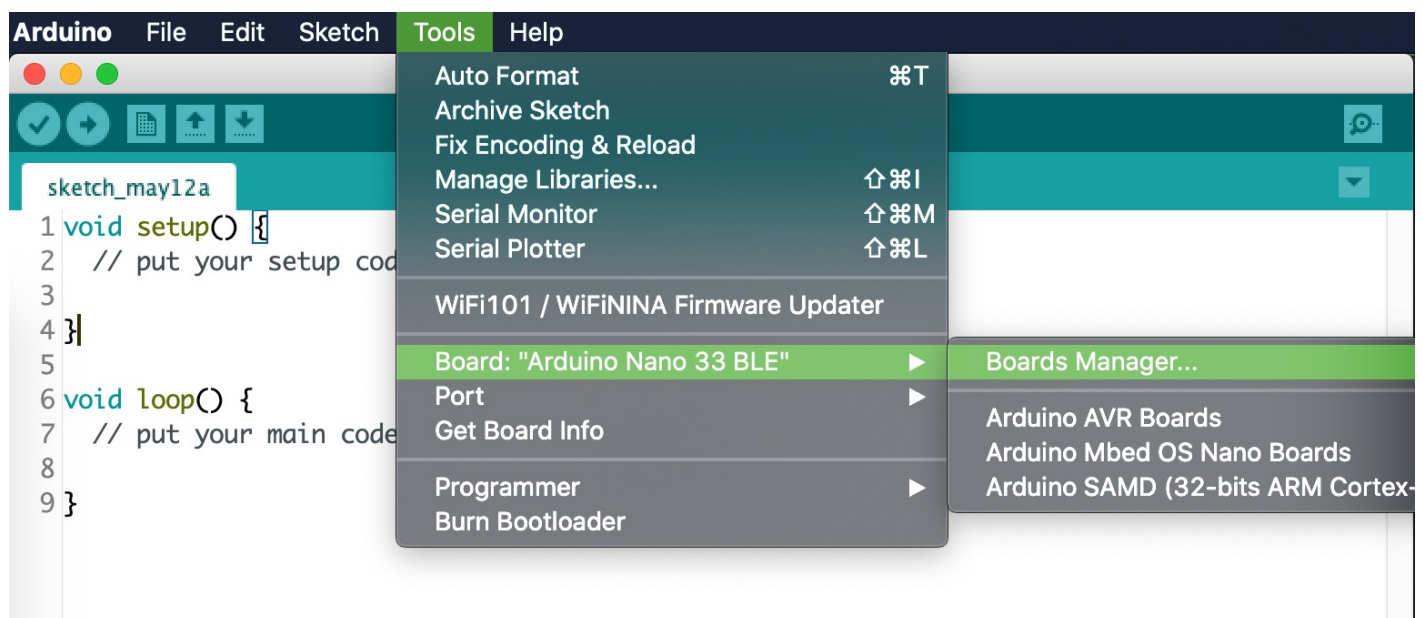 Arduino File Edit Sketch Tools Help
Auto Format ⌘T
Archive Sketch
Fix Encoding & Reload
Manage Libraries... ⇧⌘I
Serial Monitor ⇧⌘M
Serial Plotter ⇧⌘L
WiFi101 / WiFiNINA Firmware Updater
Board: "Arduino Nano 33 BLE"
Port
Get Board Info
Programmer
Burn Bootloader
Boards Manager...
Arduino AVR Boards
Arduino Mbed OS Nano Boards
Arduino SAMD (32-bits ARM Cortex-
sketch_may12a
1 void setup() {
2 // put your setup cod
3
4 }
5
6 void loop() {
7 // put your main code
8
9 }